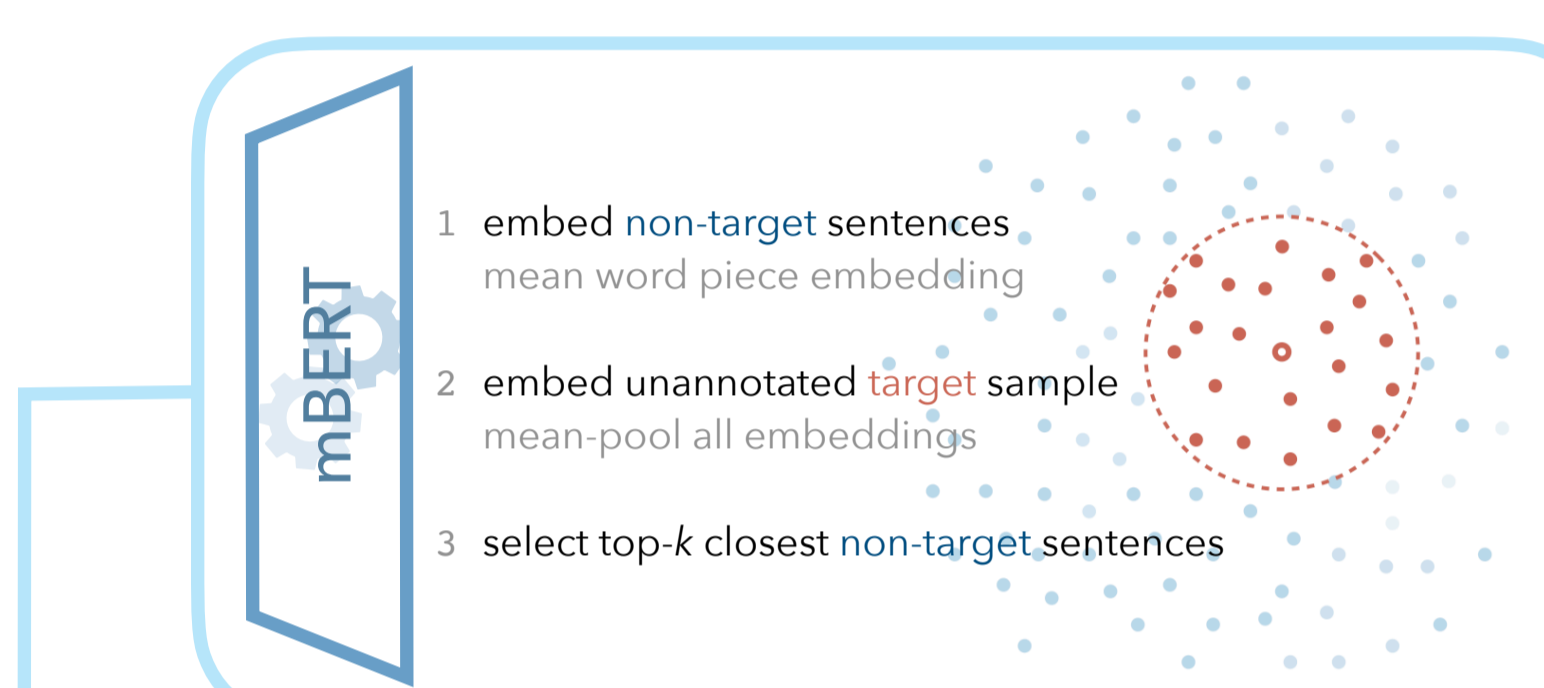 mBERT
1 embed non-target sentences
mean word piece embedding
2 embed unannotated target sample
mean-pool all embeddings
3 select top-k closest non-target sentences